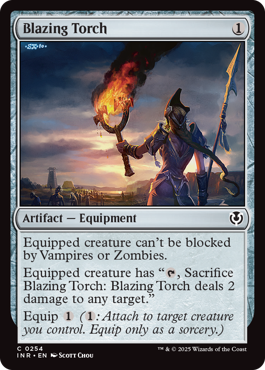 Blazing Torch 1
Artifact — Equipment
Equipped creature can't be blocked
by Vampires or Zombies.
Equipped creature has “, Sacrifice
Blazing Torch: Blazing Torch deals 2
damage to any target.”
Equip 1 (1: Attach to target creature
you control. Equip only as a sorcery.)
C 0254
INR • EN SCOTT CHOU
™ & © 2025 Wizards of the Coast